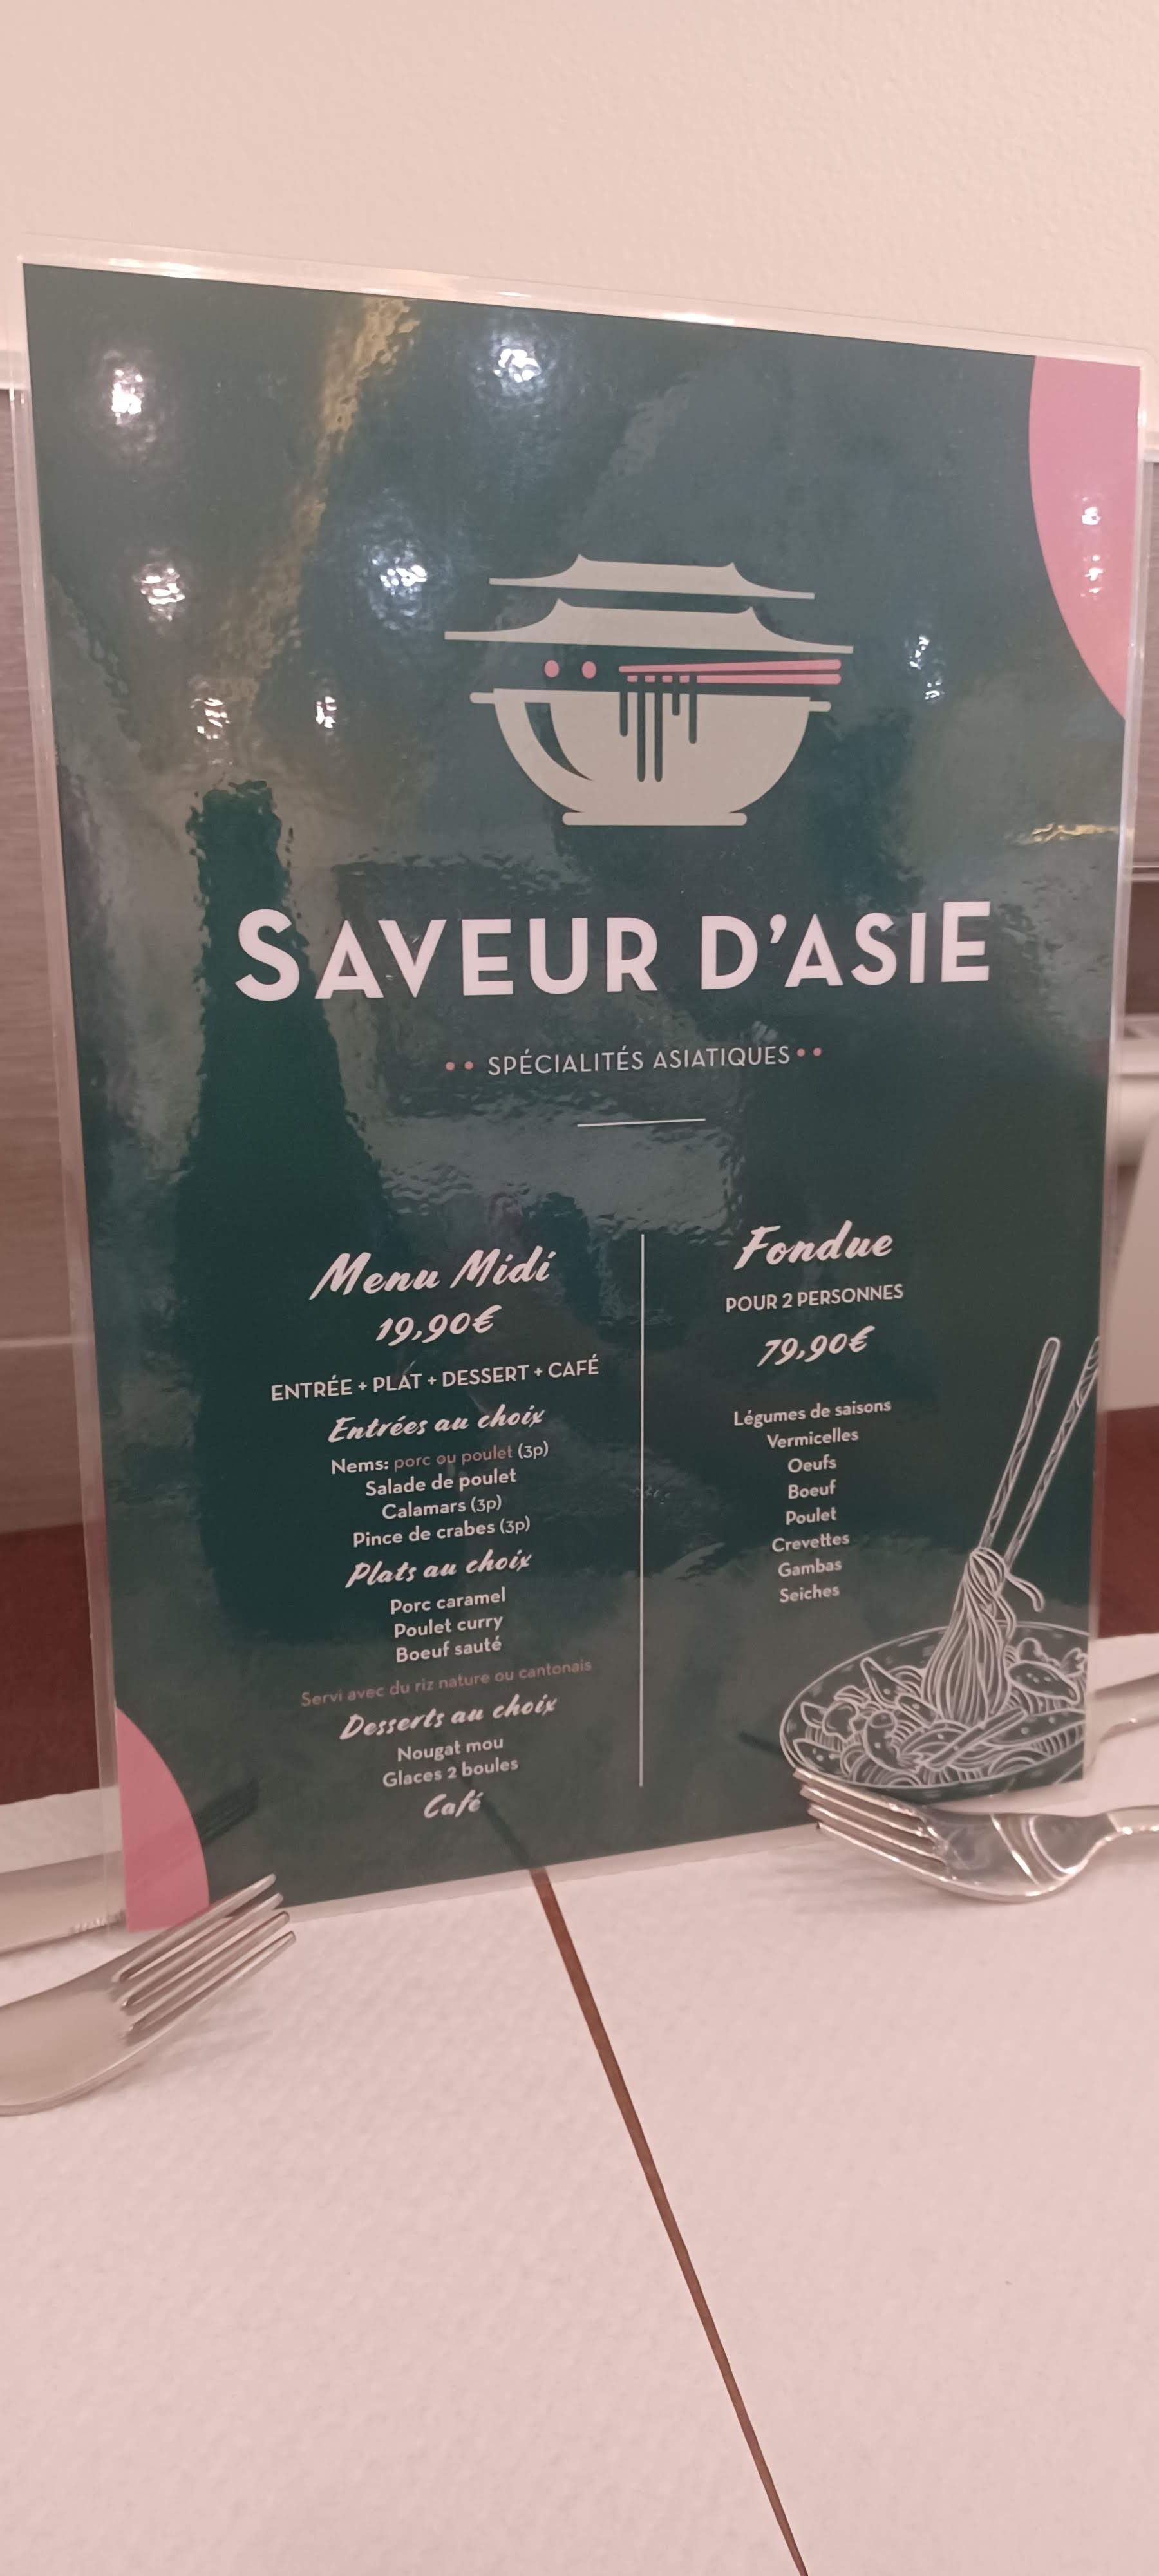 SAVEUR D'ASIE
•• SPÉCIALITÉS ASIATIQUES ••
Menu Midi
19,90€
ENTRÉE + PLAT + DESSERT + CAFÉ
Entrées au choix
Nems: porc ou poulet (3p)
Salade de poulet
Calamars (3p)
Pince de crabes (3p)
Plats au choix
Porc caramel
Poulet curry
Boeuf sauté
Servi avec du riz nature ou cantonais
Desserts au choix
Nougat mou
Glaces 2 boules
Café
Fondue
POUR 2 PERSONNES
79,90€
Légumes de saisons
Vermicelles
Oeufs
Boeuf
Poulet
Crevettes
Gambas
Seiches